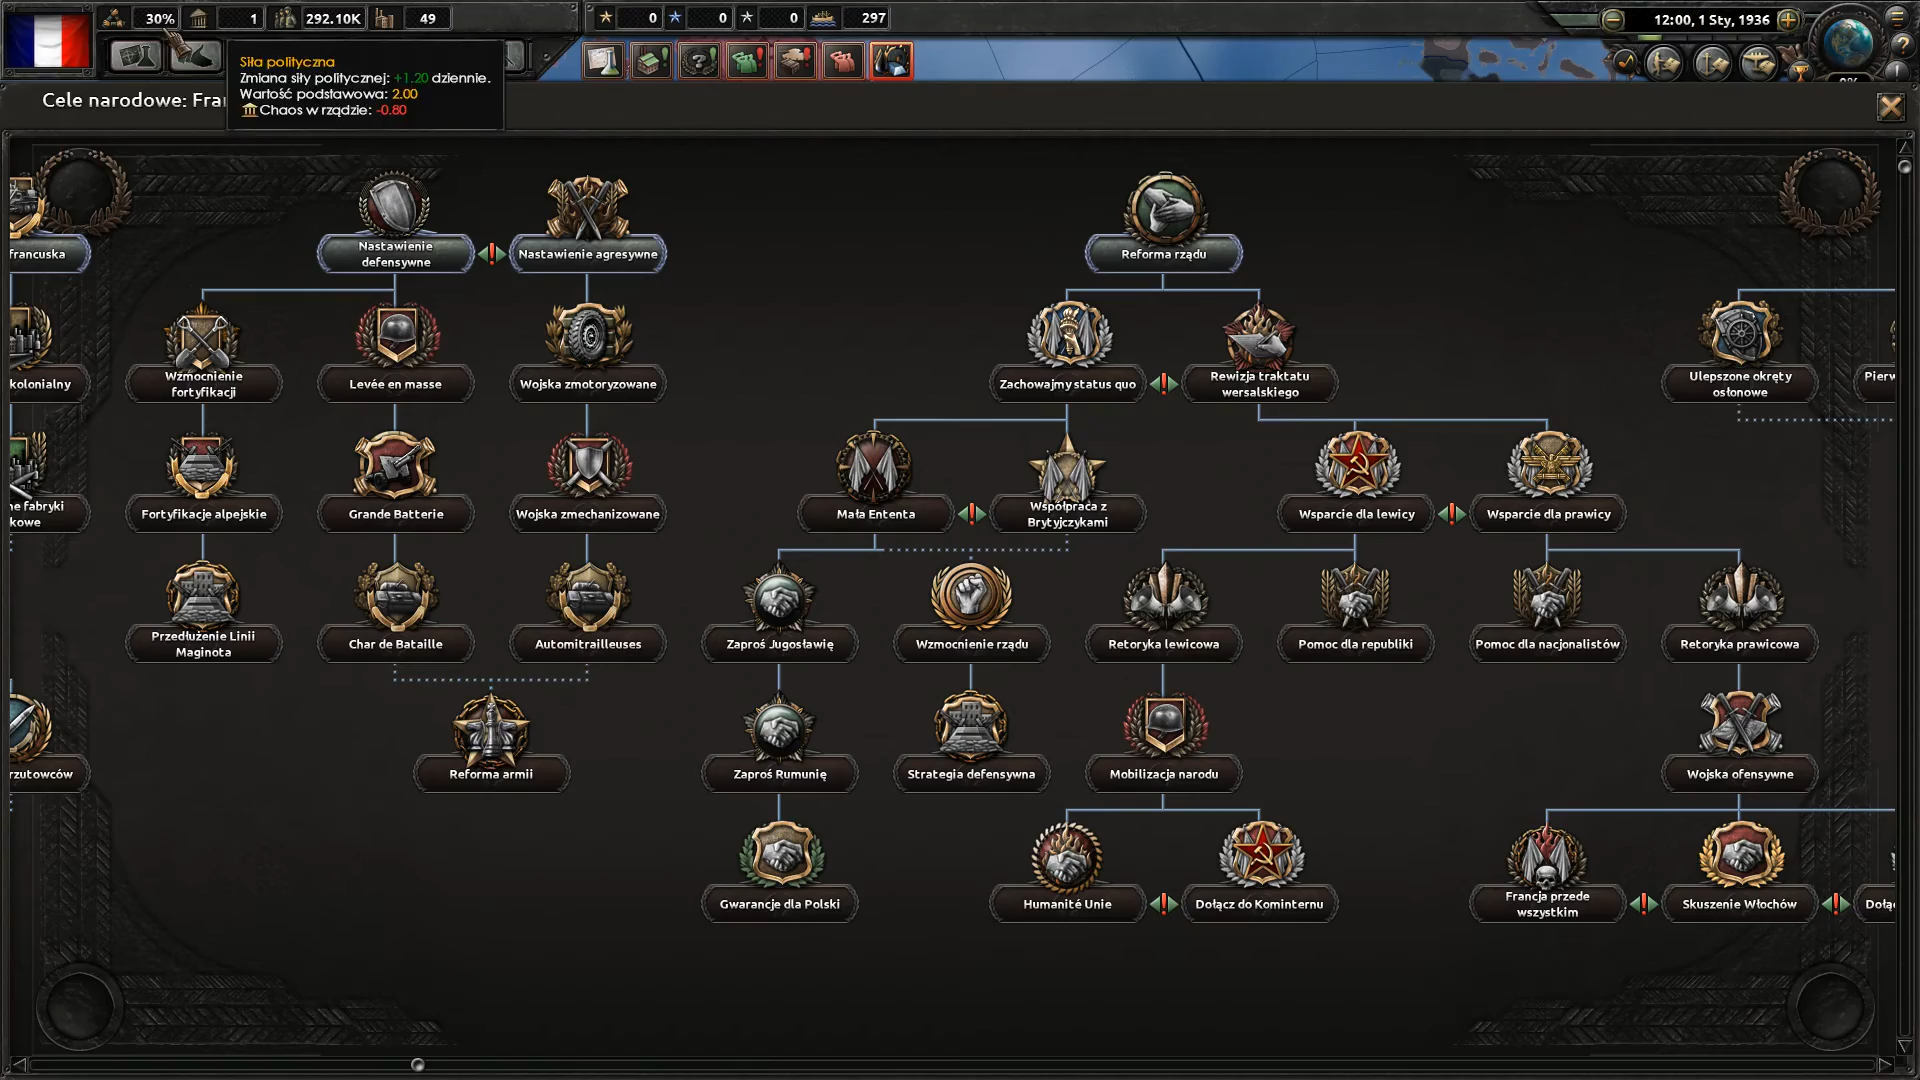 30%
1
292.10K
49
0
0
0
297
12:00, 1 Sty, 1936
Siła polityczna
Zmiana siły politycznej: +1.20 dziennie.
Wartość podstawowa: 2.00
Chaos w rządzie: -0.80
Cele narodowe: Fra
0%
francuska
Nastawienie
defensywne
Nastawienie agresywne
Reforma rządu
kolonialny
Wzmocnienie
fortyfikacji
Levée en masse
Wojska zmotoryzowane
Zachowajmy status quo
Rewizja traktatu
wersalskiego
Ulepszone okręty
osłonowe
Pierw
ne fabryki
kowe
Fortyfikacje alpejskie
Grande Batterie
Wojska zmechanizowane
Mała Ententa
Współpraca z
Brytyjczykami
Wsparcie dla lewicy
Wsparcie dla prawicy
Przedłużenie Linii
Maginota
Char de Bataille
Automitrailleuses
Zaproś Jugosławię
Wzmocnienie rządu
Retoryka lewicowa
Pomoc dla republiki
Pomoc dla nacjonalistów
Retoryka prawicowa
rzutowców
Reforma armii
Zaproś Rumunię
Strategia defensywna
Mobilizacja narodu
Wojska ofensywne
Gwarancje dla Polski
Humanité Unie
Dołącz do Kominternu
Francja przede
wszystkim
Skuszenie Włochów
Dołą